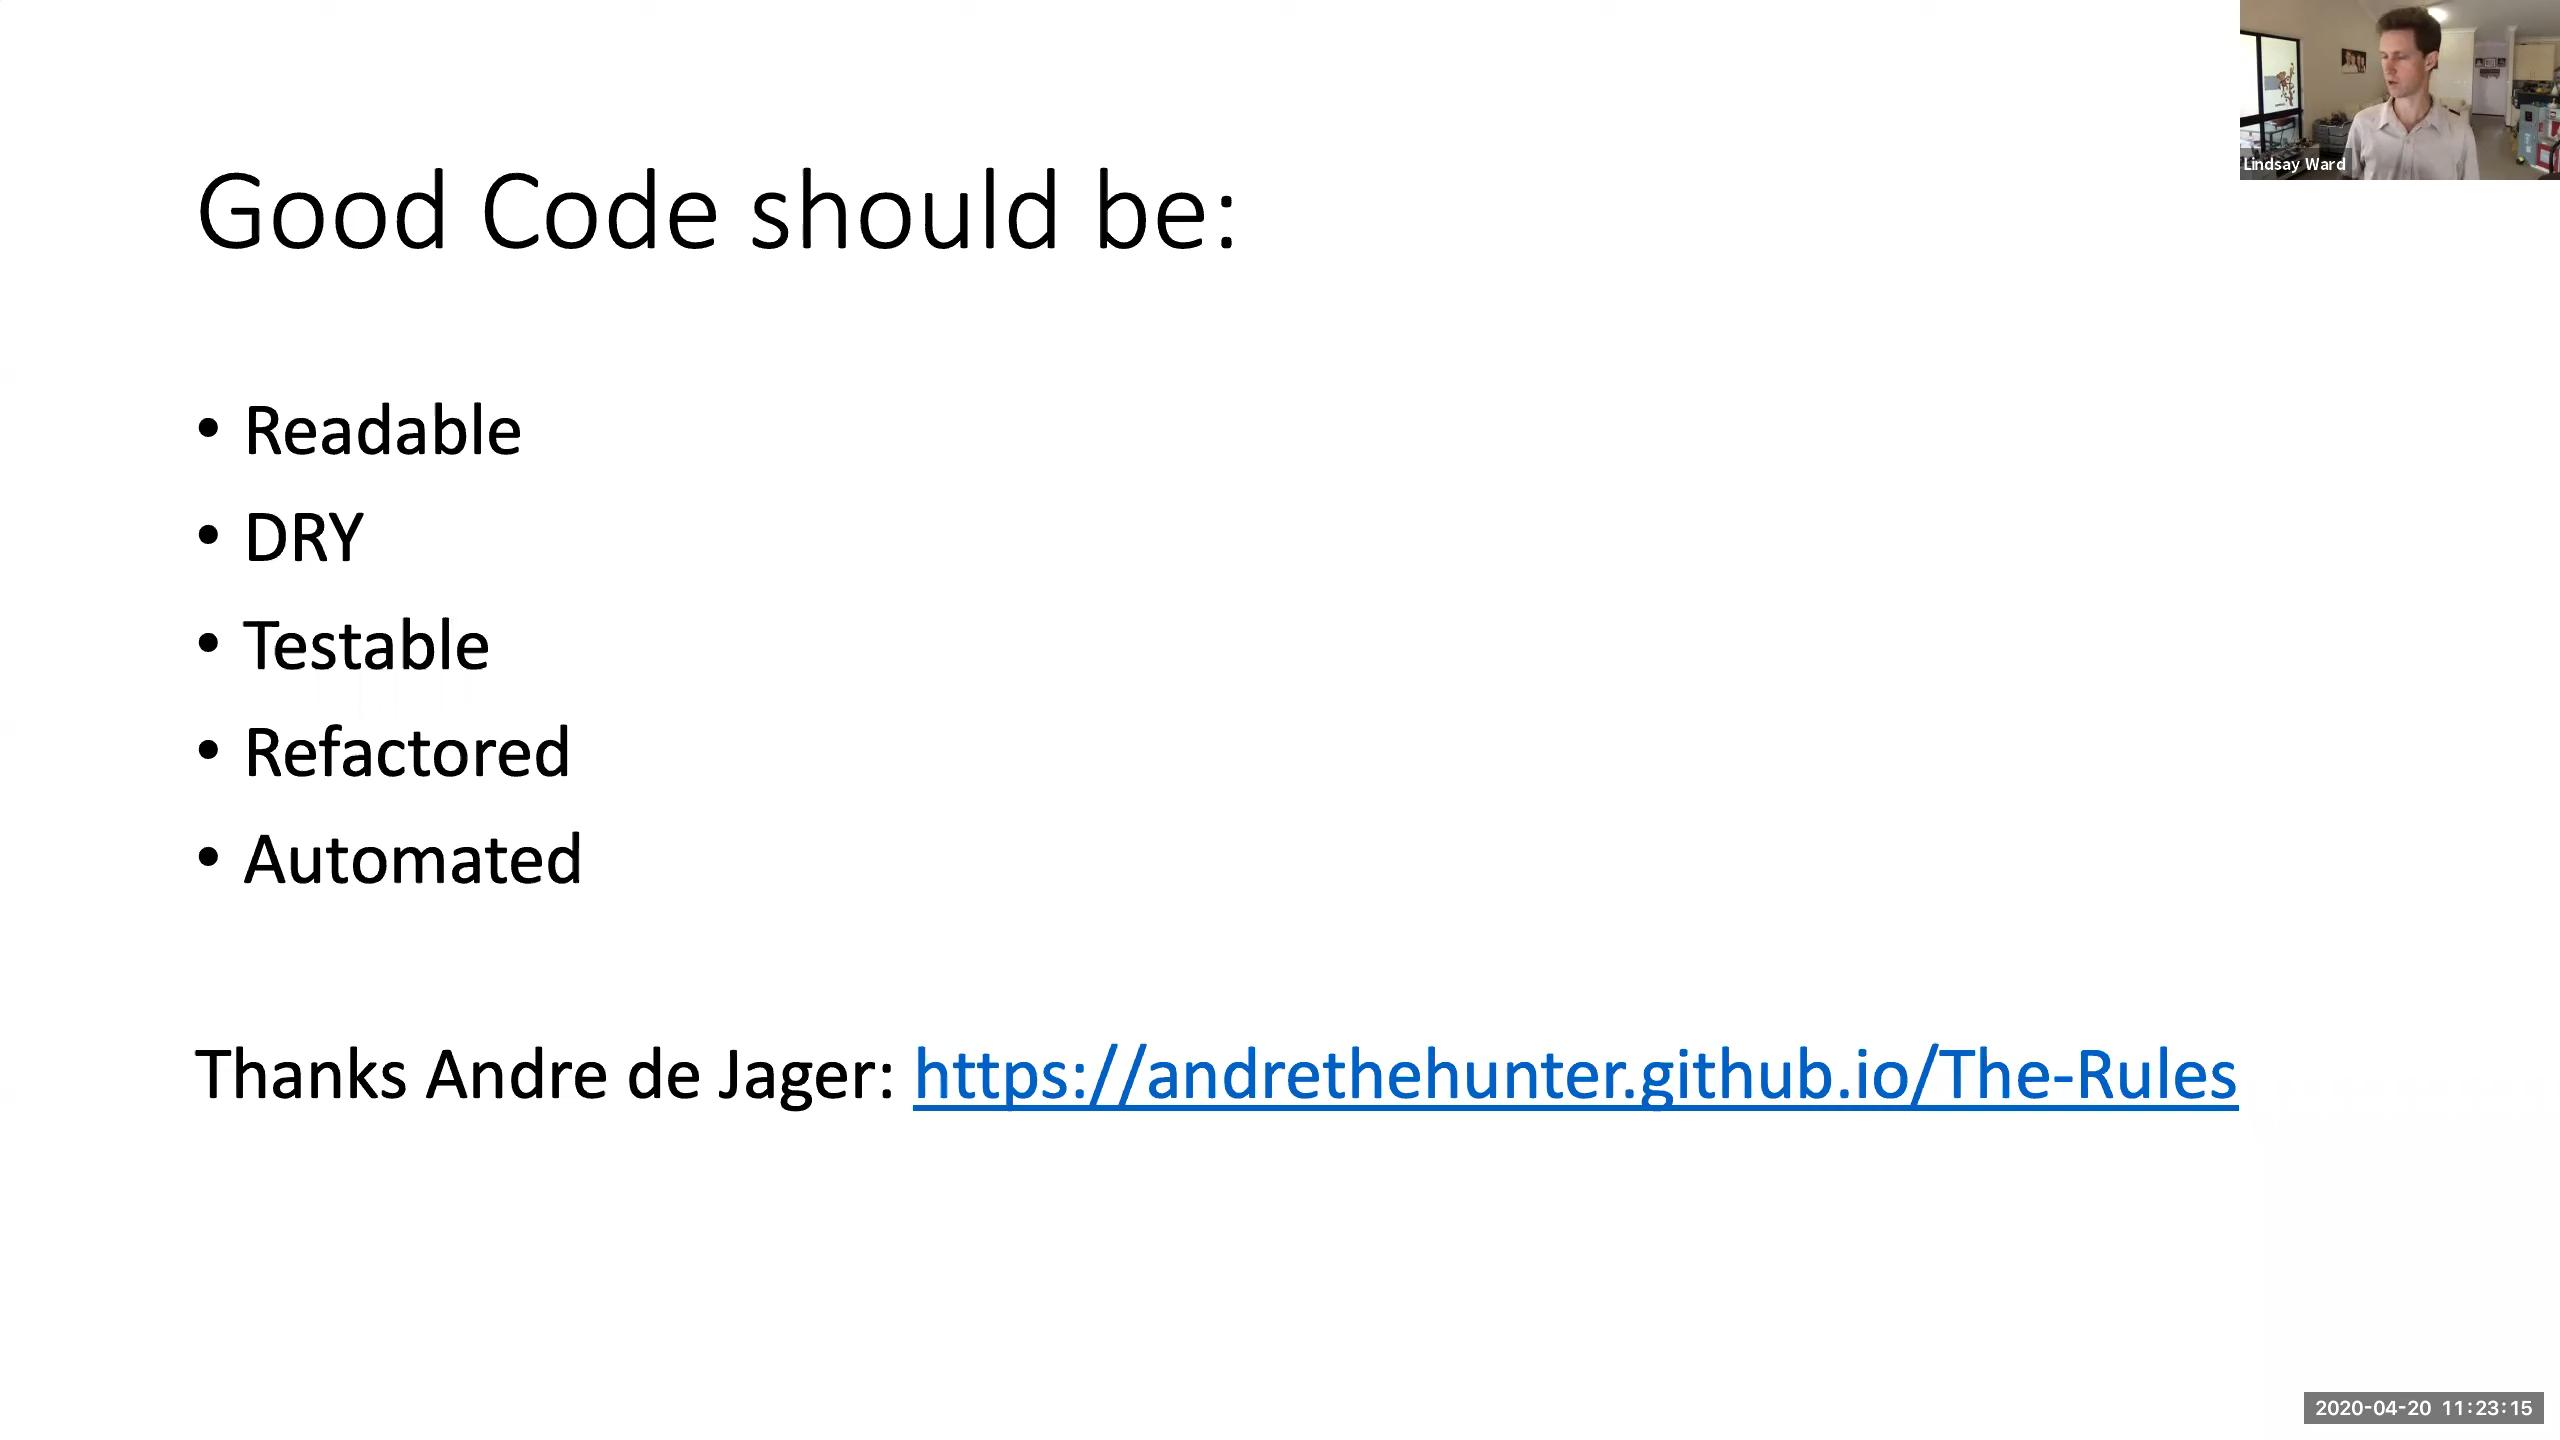 Lindsay Ward
Good Code should be:
• Readable
• DRY
• Testable
• Refactored
• Automated
Thanks Andre de Jager: https://andrethehunter.github.io/The-Rules
2020-04-20 11:23:15